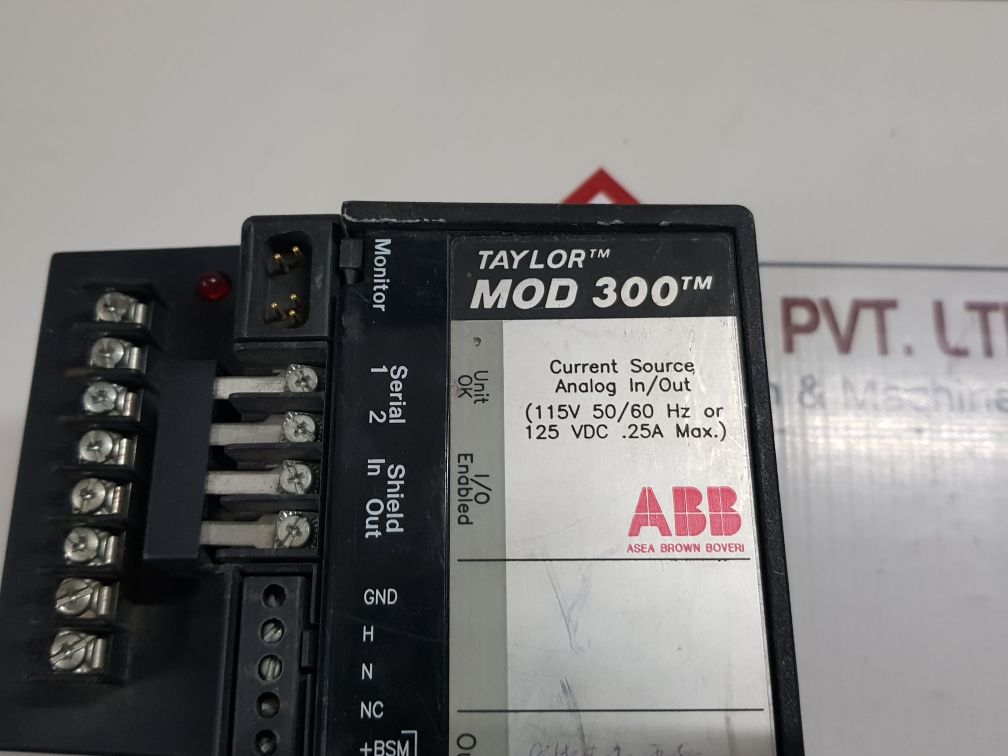 TAYLOR™
MOD 300™
Monitor
Serial
1 2
Shield
In Out
GND
H
N
NC
+BSM
Unit
OK
I/O
Enabled
Current Source
Analog In/Out
(115V 50/60 Hz or
125 VDC .25A Max.)
ABB
ASEA BROWN BOVERI
PVT. LT
& Machine